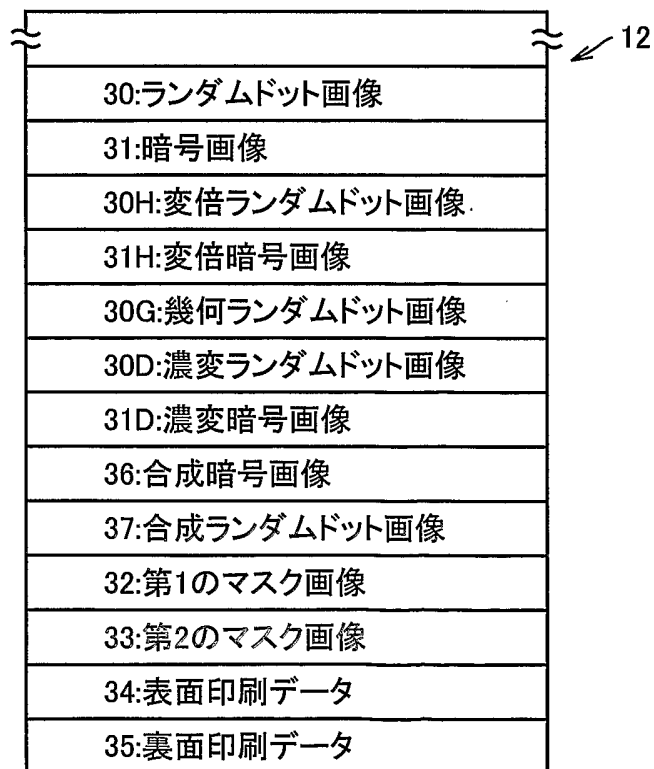 12
30:ランダムドット画像
31:暗号画像
30H:変倍ランダムドット画像
31H:変倍暗号画像
30G:幾何ランダムドット画像
30D:濃変ランダムドット画像
31D:濃変暗号画像
36:合成暗号画像
37:合成ランダムドット画像
32:第1のマスク画像
33:第2のマスク画像
34:表面印刷データ
35:裏面印刷データ